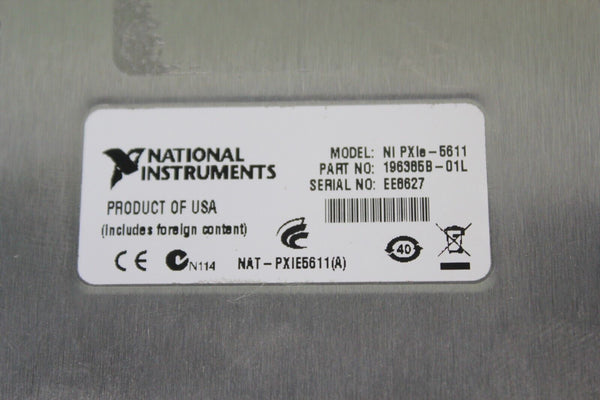 NATIONAL
INSTRUMENTS
MODEL: NI PXIe-5611
PART NO: 196385B-01L
SERIAL NO: EE6627
PRODUCT OF USA
(includes foreign content)
CE N114 NAT-PXIE5611(A) 40